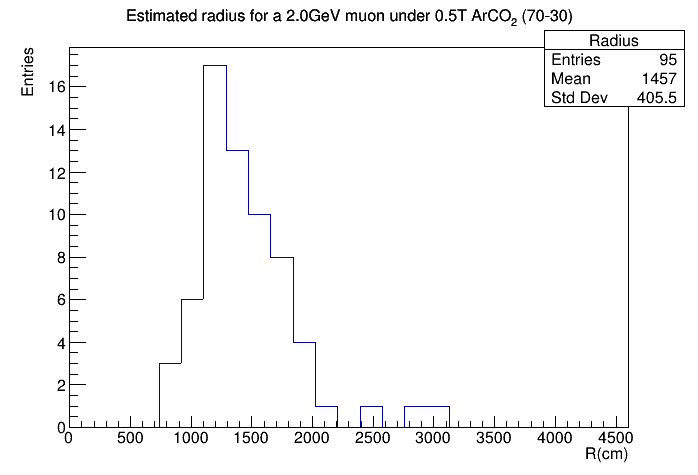 Estimated radius for a 2.0GeV muon under 0.5T ArCO₂ (70-30)
Radius
Entries 95
Mean 1457
Std Dev 405.5
Entries
16
14
12
10
8
6
4
2
0
0 500 1000 1500 2000 2500 3000 3500 4000 4500
R(cm)